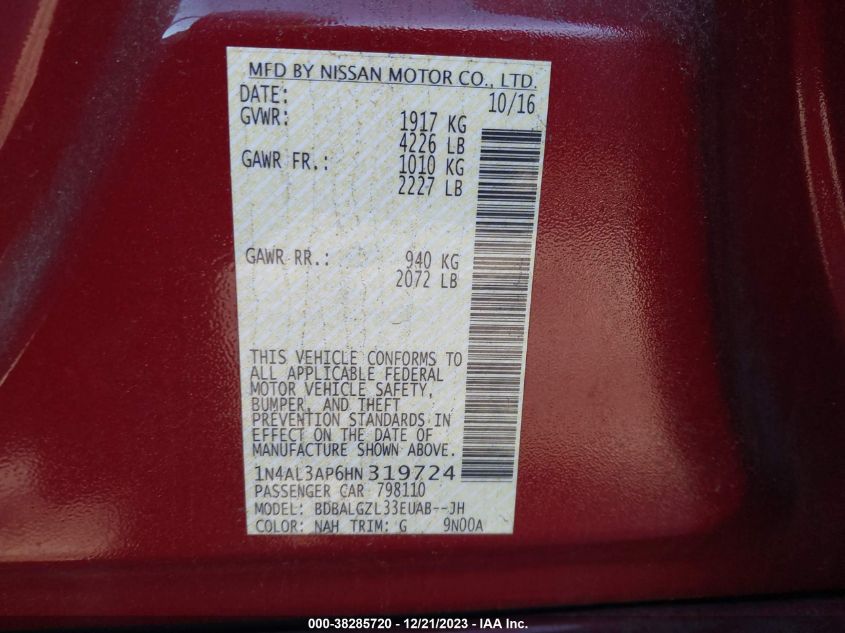 MFD BY NISSAN MOTOR CO., LTD.
DATE: 10/16
GVWR: 1917 KG
4226 LB
GAWR FR.: 1010 KG
2227 LB
GAWR RR.: 940 KG
2072 LB
THIS VEHICLE CONFORMS TO
ALL APPLICABLE FEDERAL
MOTOR VEHICLE SAFETY,
BUMPER, AND THEFT
PREVENTION STANDARDS IN
EFFECT ON THE DATE OF
MANUFACTURE SHOWN ABOVE.
1N4AL3AP6HN319724
PASSENGER CAR 798110
MODEL: BDBALGZL33EUAB--JH
COLOR: NAH TRIM: G 9N00A
000-38285720 - 12/21/2023 - IAA Inc.